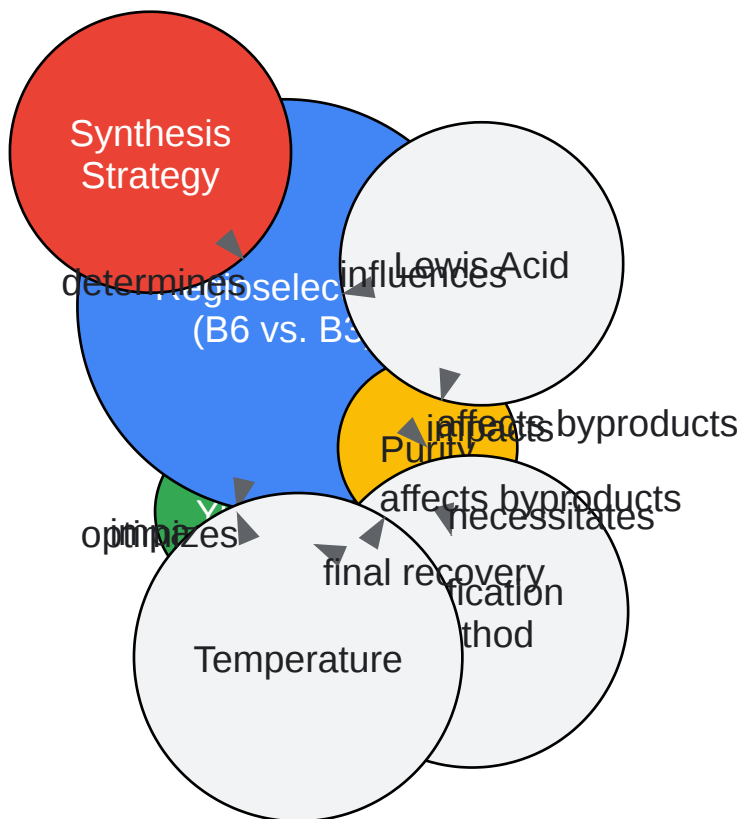 Synthesis
Strategy
Lewis Acid
influences
determines
(B6 vs. B3
affects byproducts
impacts
Purity
affects byproducts
necessitates
optimizes
final recovery
fication
thod
Temperature